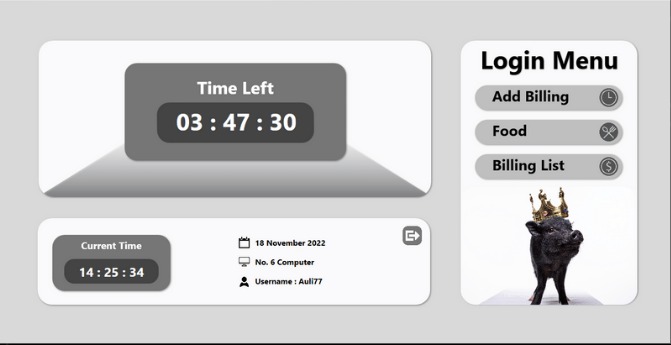 Time Left
03 : 47 : 30
Current Time
14 : 25 : 34
18 November 2022
No. 6 Computer
Username : Auli77
Login Menu
Add Billing
Food
Billing List
$